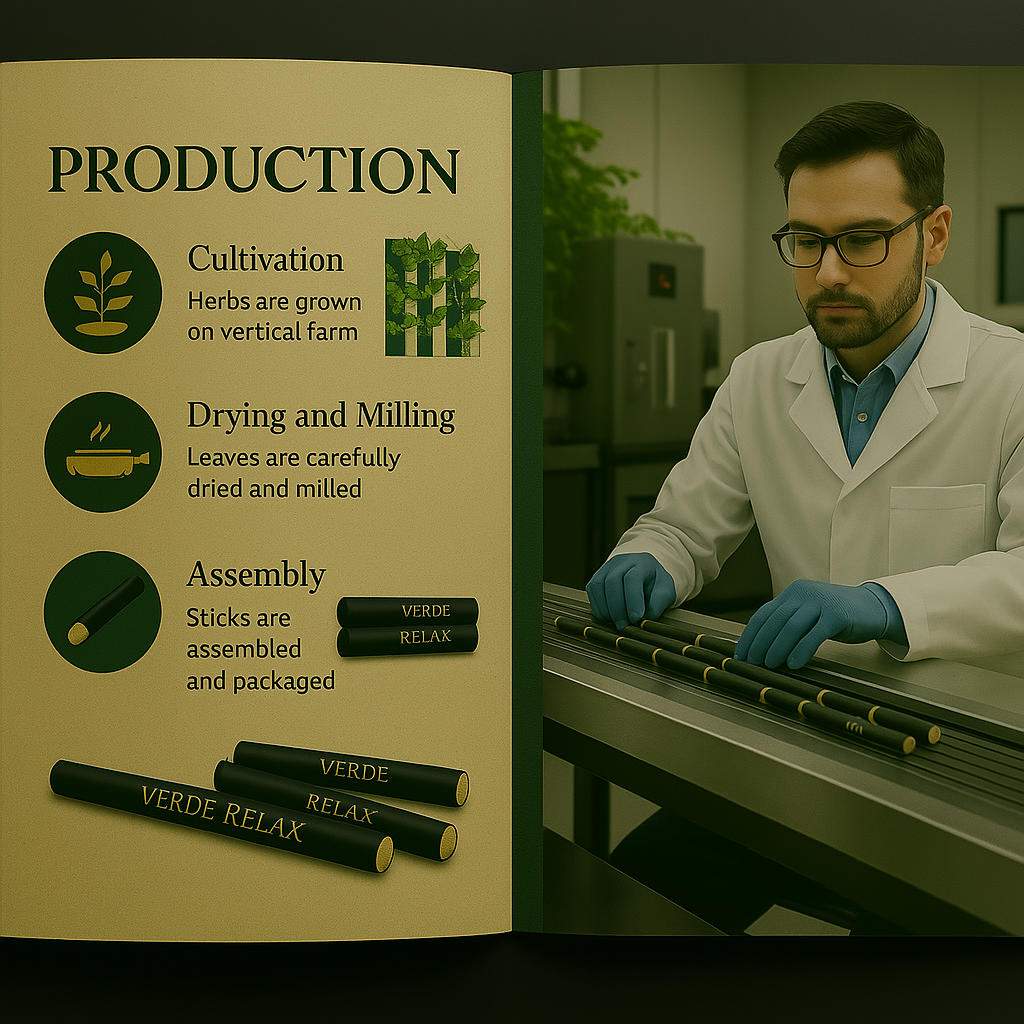 PRODUCTION
Cultivation
Herbs are grown
on vertical farm
Drying and Milling
Leaves are carefully
dried and milled
Assembly
Sticks are
assembled
and packaged
VERDE
RELAX
VERDE
RELAX
VERDE RELAX